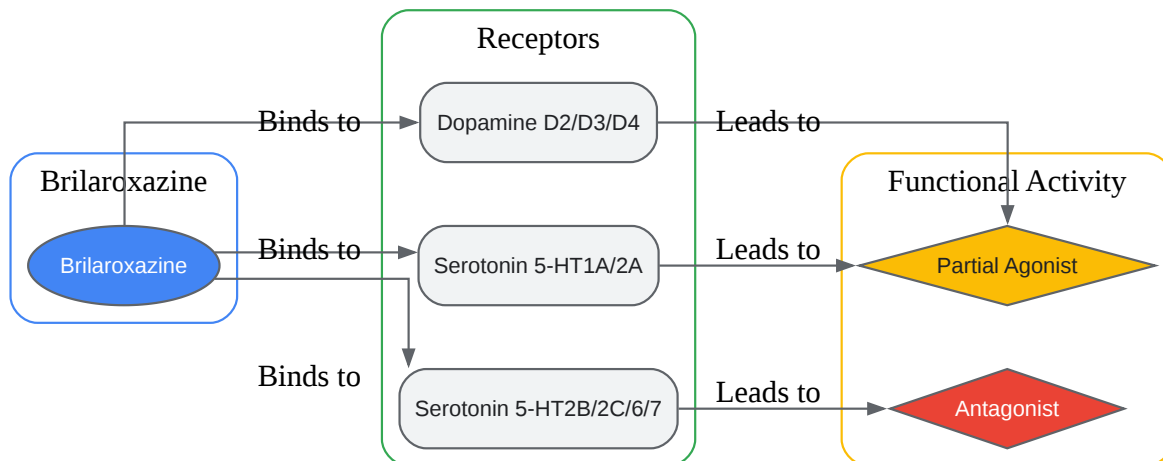 Receptors
Binds to
Dopamine D2/D3/D4
Leads to
Brilaroxazine
Functional Activity
Brilaroxazine
Binds to
Serotonin 5-HT1A/2A
Leads to
Partial Agonist
Binds to
Serotonin 5-HT2B/2C/6/7
Leads to
Antagonist